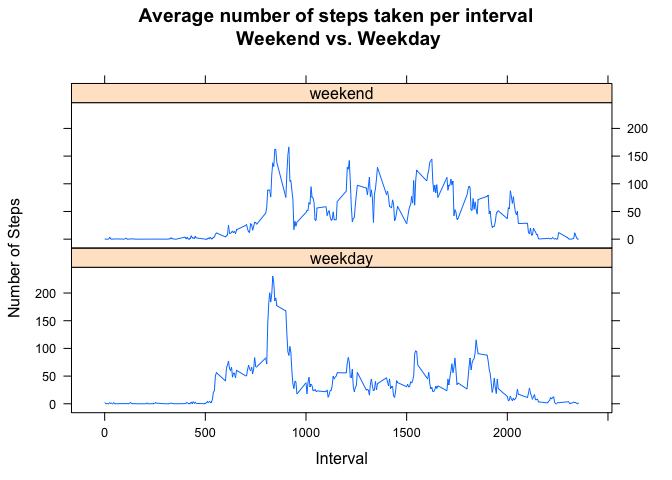 Average number of steps taken per interval
Weekend vs. Weekday
weekend
200
150
100
50
0
weekday
200
150
100
50
0
0 500 1000 1500 2000
Number of Steps
Interval